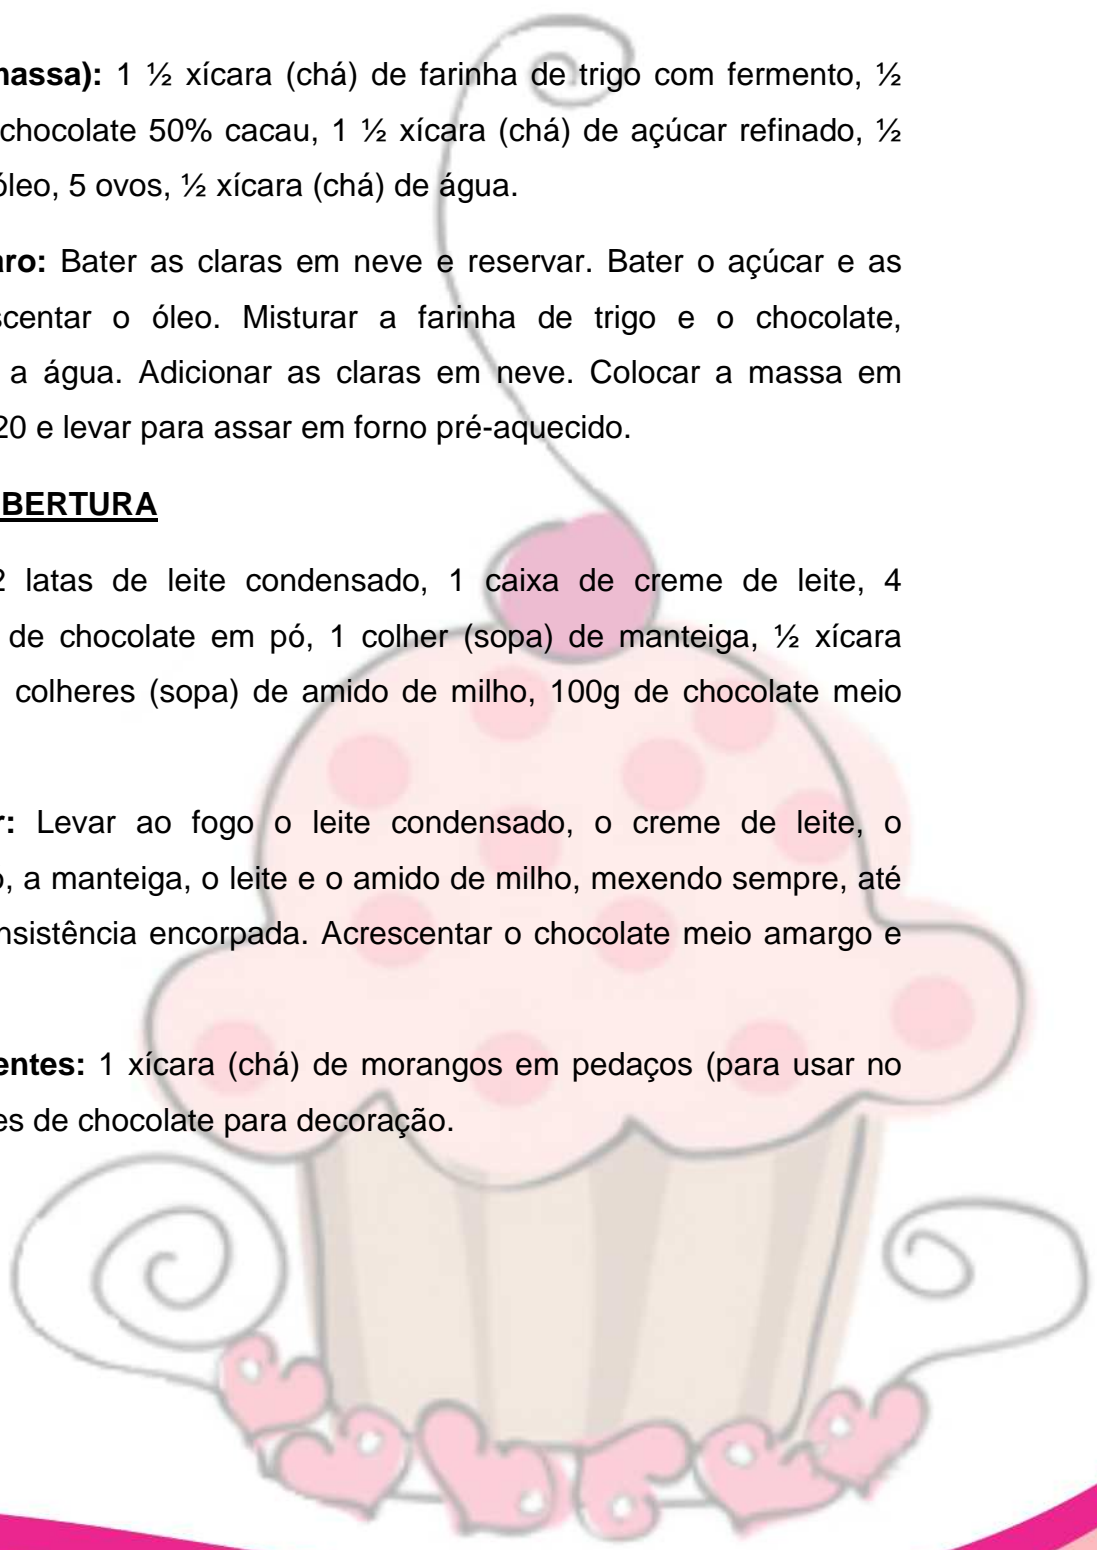 massa): 1 ½ xícara (chá) de farinha de trigo com fermento, ½
chocolate 50% cacau, 1 ½ xícara (chá) de açúcar refinado, ½
óleo, 5 ovos, ½ xícara (chá) de água.
aro: Bater as claras em neve e reservar. Bater o açúcar e as
scentar o óleo. Misturar a farinha de trigo e o chocolate,
a água. Adicionar as claras em neve. Colocar a massa em
20 e levar para assar em forno pré-aquecido.
BERTURA
2 latas de leite condensado, 1 caixa de creme de leite, 4
de chocolate em pó, 1 colher (sopa) de manteiga, ½ xícara
colheres (sopa) de amido de milho, 100g de chocolate meio
r: Levar ao fogo o leite condensado, o creme de leite, o
o, a manteiga, o leite e o amido de milho, mexendo sempre, até
nsistência encorpada. Acrescentar o chocolate meio amargo e
entes: 1 xícara (chá) de morangos em pedaços (para usar no
es de chocolate para decoração.